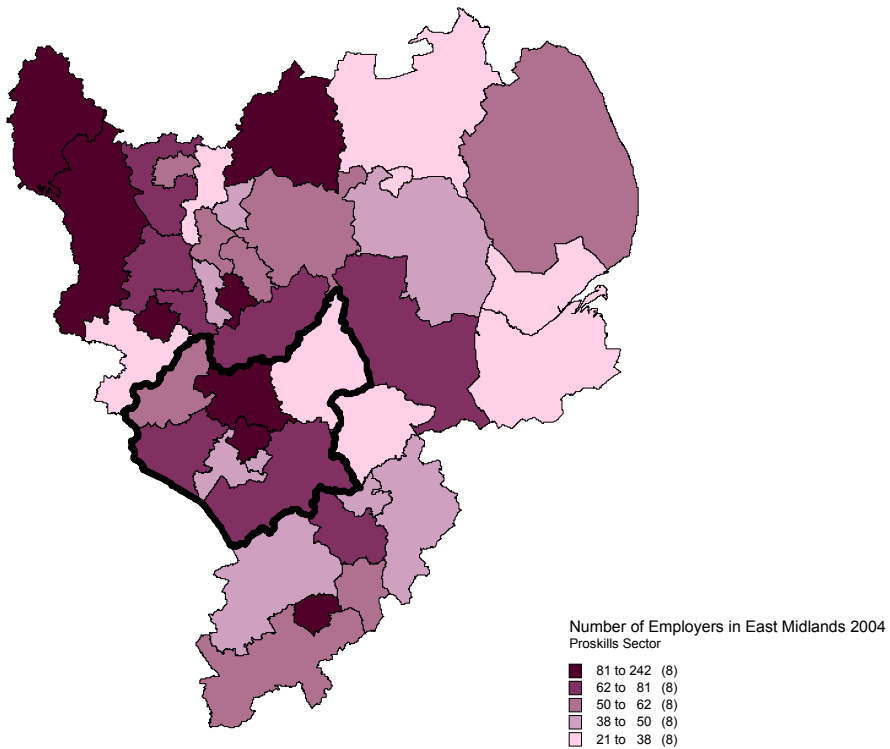 Number of Employers in East Midlands 2004
Proskills Sector
81 to 242 (8)
62 to 81 (8)
50 to 62 (8)
38 to 50 (8)
21 to 38 (8)